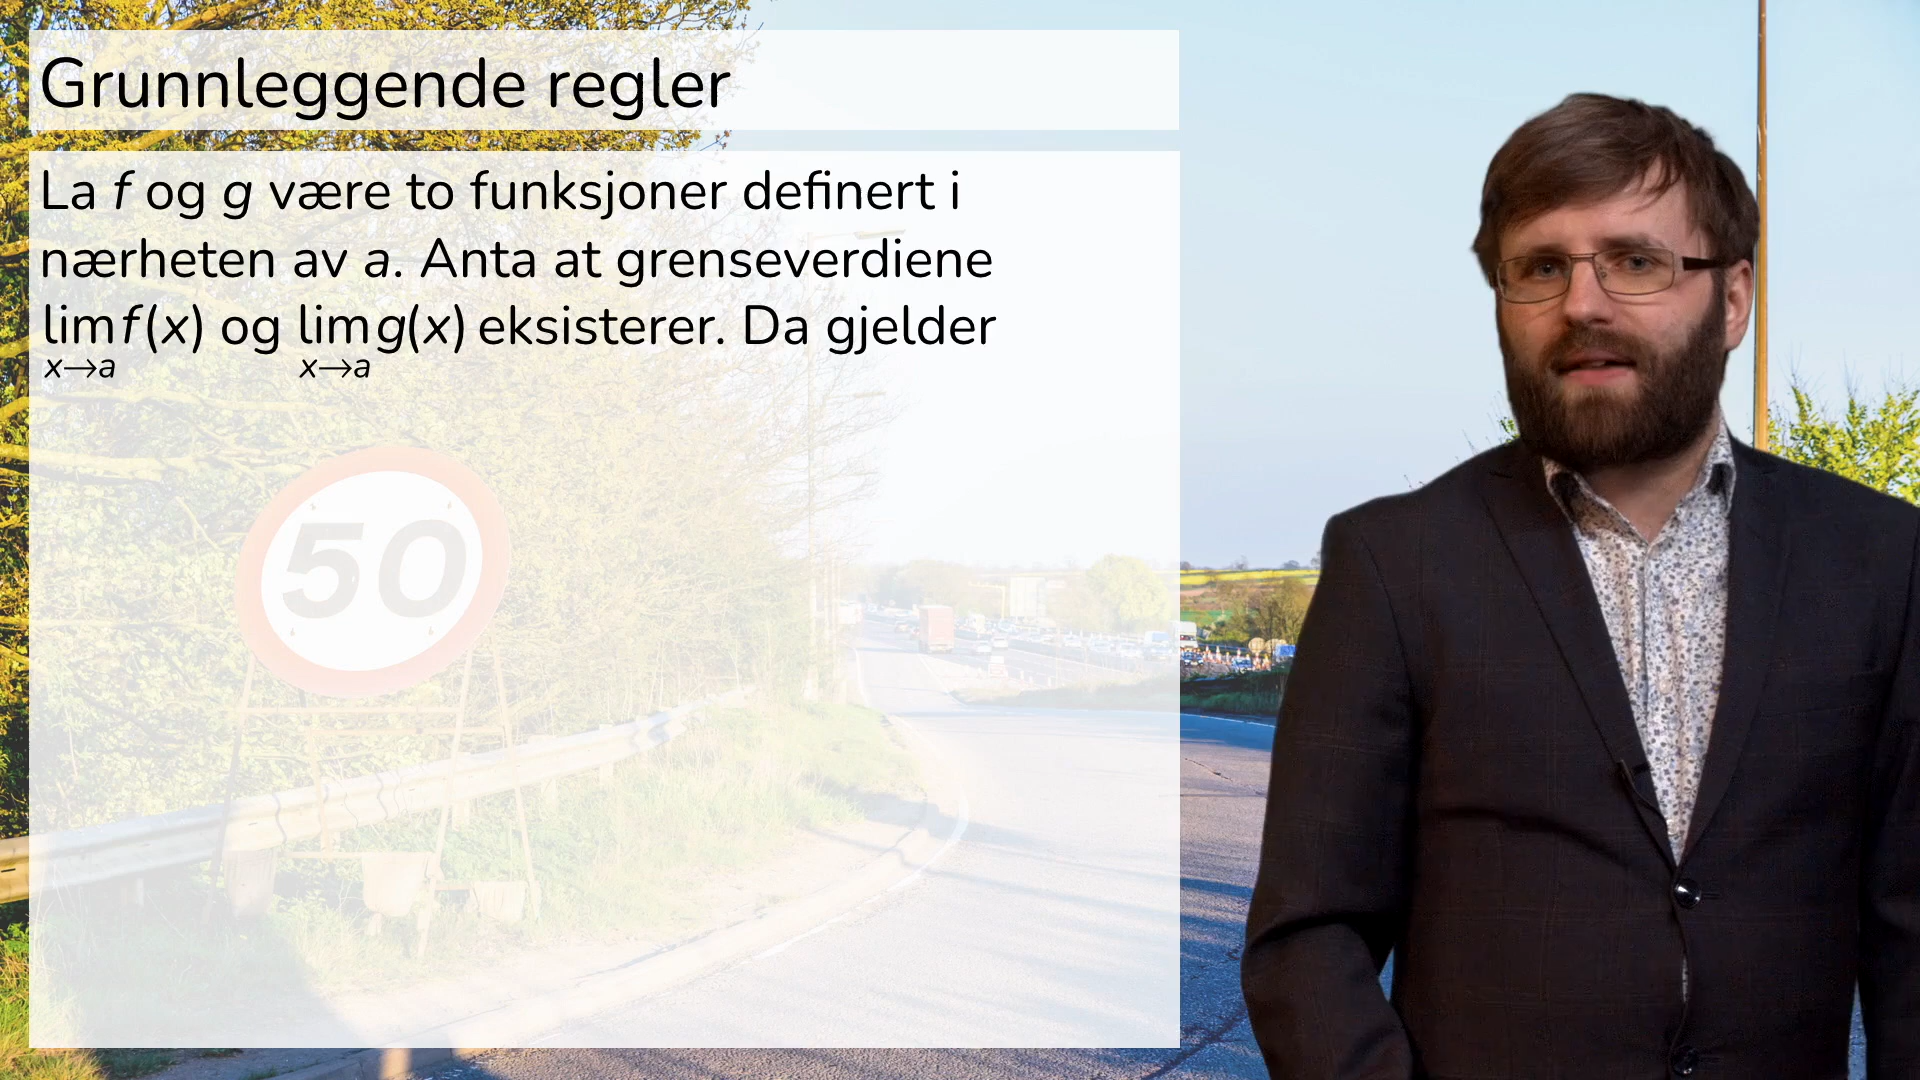 Grunnleggende regler
La f og g være to funksjoner definert i
nærheten av a. Anta at grenseverdiene
lim f(x) og lim g(x) eksisterer. Da gjelder
x→a x→a
50